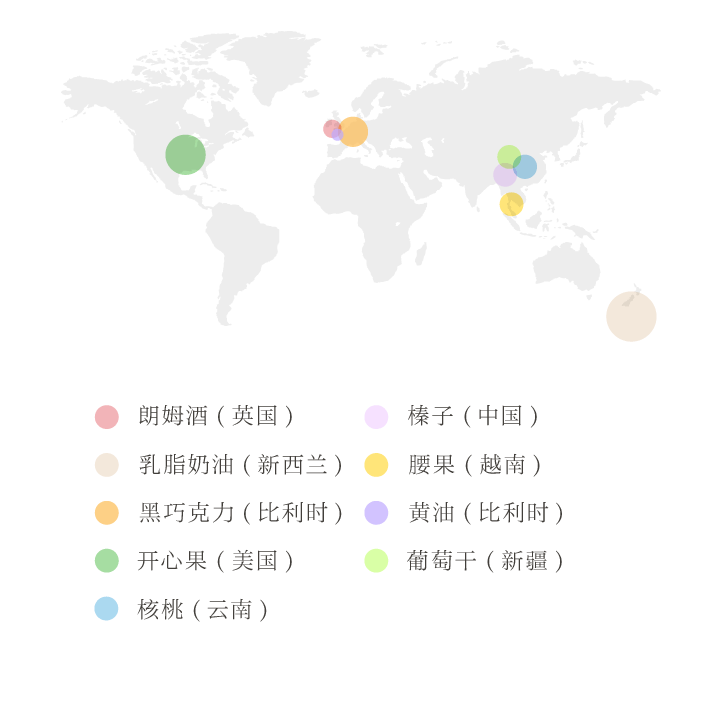 朗姆酒 ( 英国 )
榛子 ( 中国 )
乳脂奶油 ( 新西兰 )
腰果 ( 越南 )
黑巧克力 ( 比利时 )
黄油 ( 比利时 )
开心果 ( 美国 )
葡萄干 ( 新疆 )
核桃 ( 云南 )